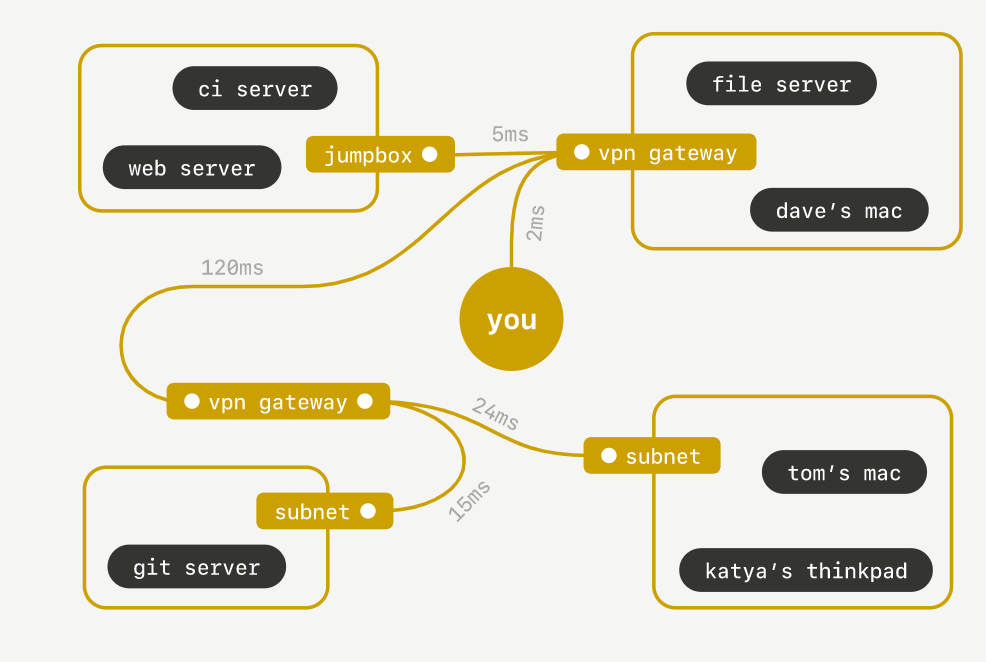 ci server
file server
5ms
jumpbox
vpn gateway
web server
2ms
dave’s mac
120ms
you
vpn gateway
24ms
subnet
tom’s mac
15ms
subnet
git server
katya’s thinkpad